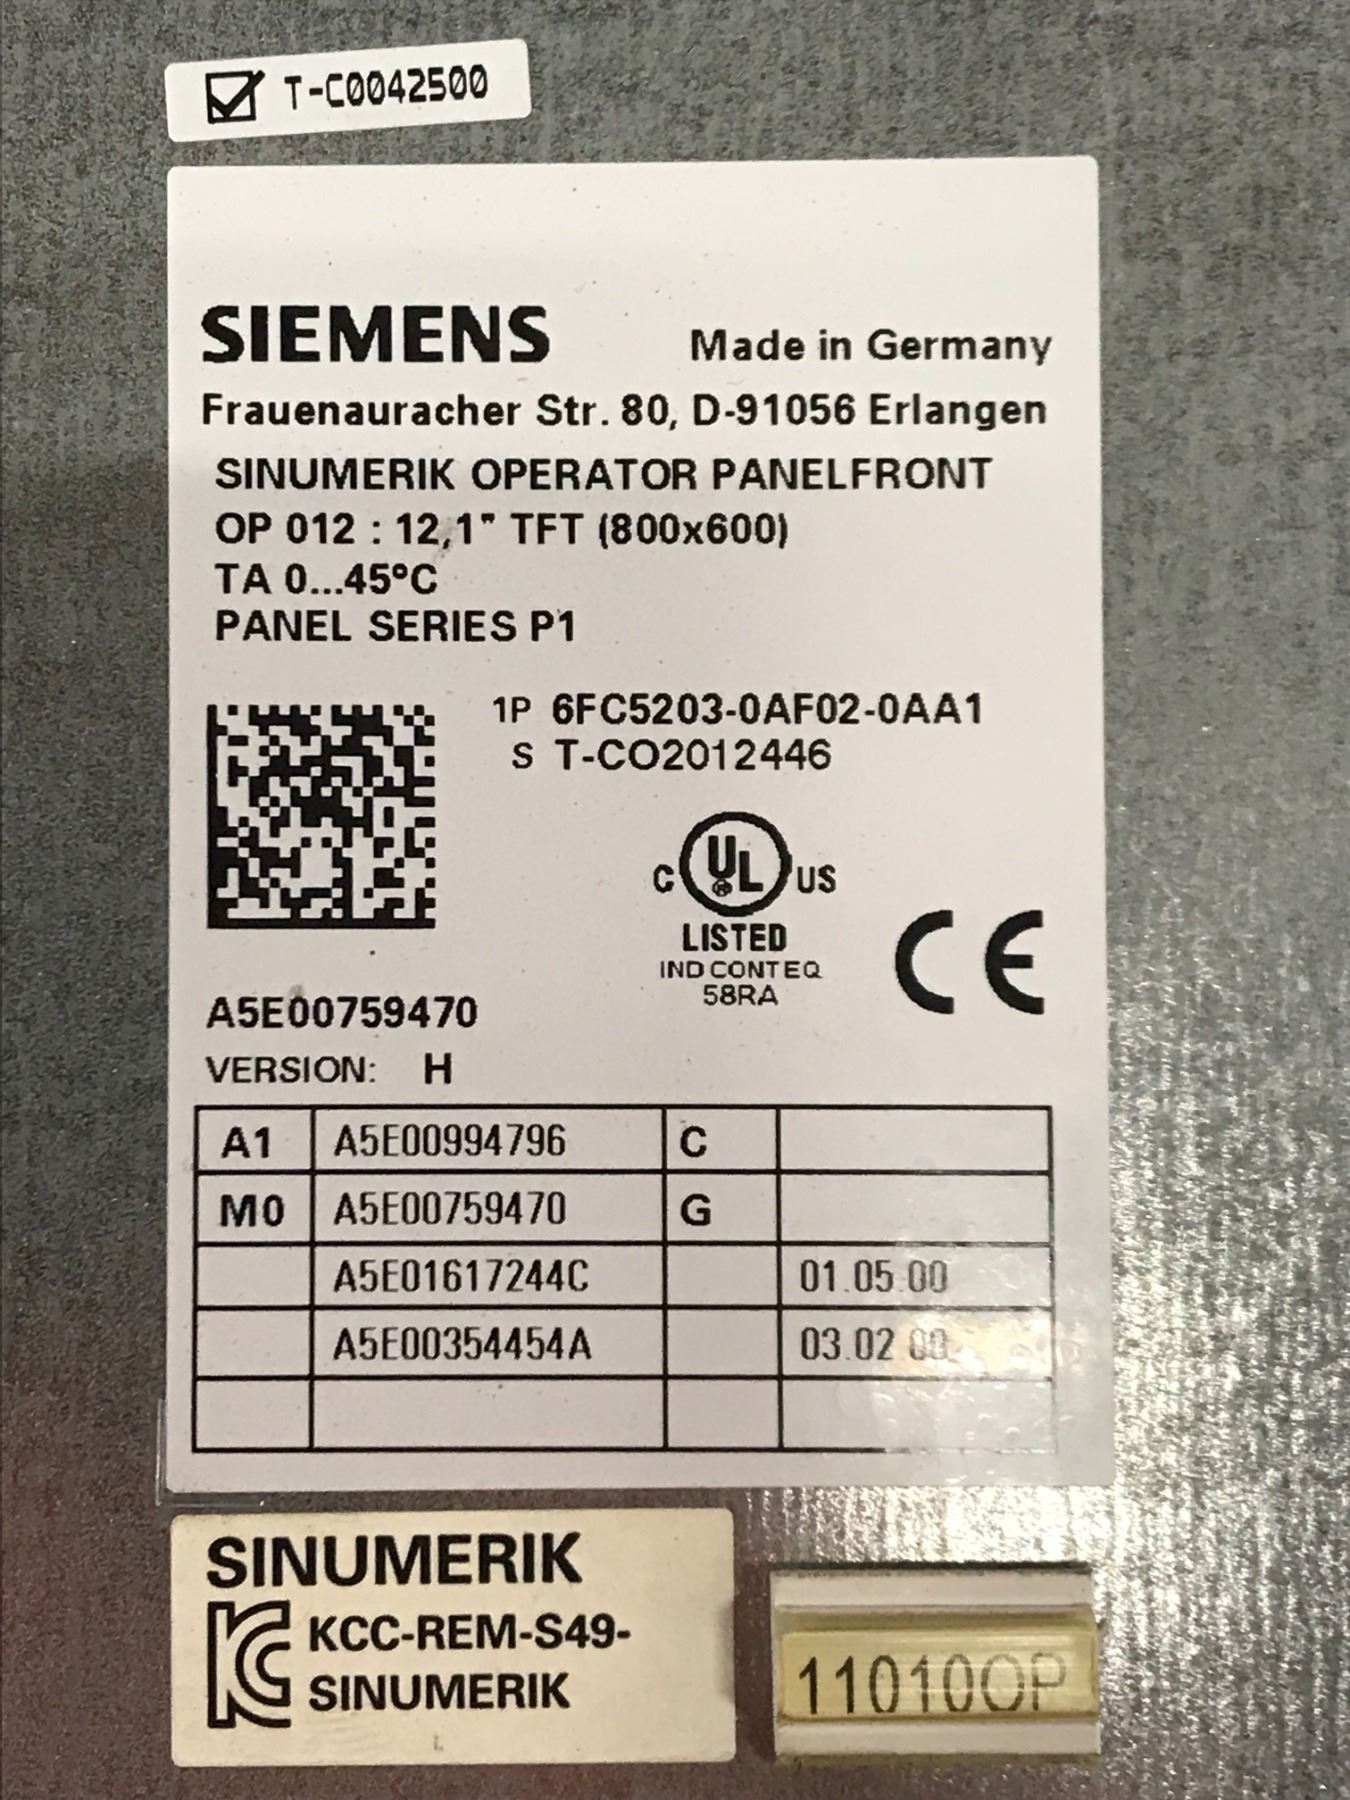 T-C0042500
SIEMENS Made in Germany
Frauenauracher Str. 80, D-91056 Erlangen
SINUMERIK OPERATOR PANELFRONT
OP 012 : 12,1" TFT (800x600)
TA 0...45°C
PANEL SERIES P1
1P 6FC5203-0AF02-0AA1
S T-CO2012446
C UL ® US
LISTED
IND CONT EQ
58RA
CE
A5E00759470
VERSION: H
A1 A5E00994796 C
M0 A5E00759470 G
A5E01617244C 01.05.00
A5E00354454A 03.02.00
SINUMERIK
KCC-REM-S49-
SINUMERIK
11010OOP